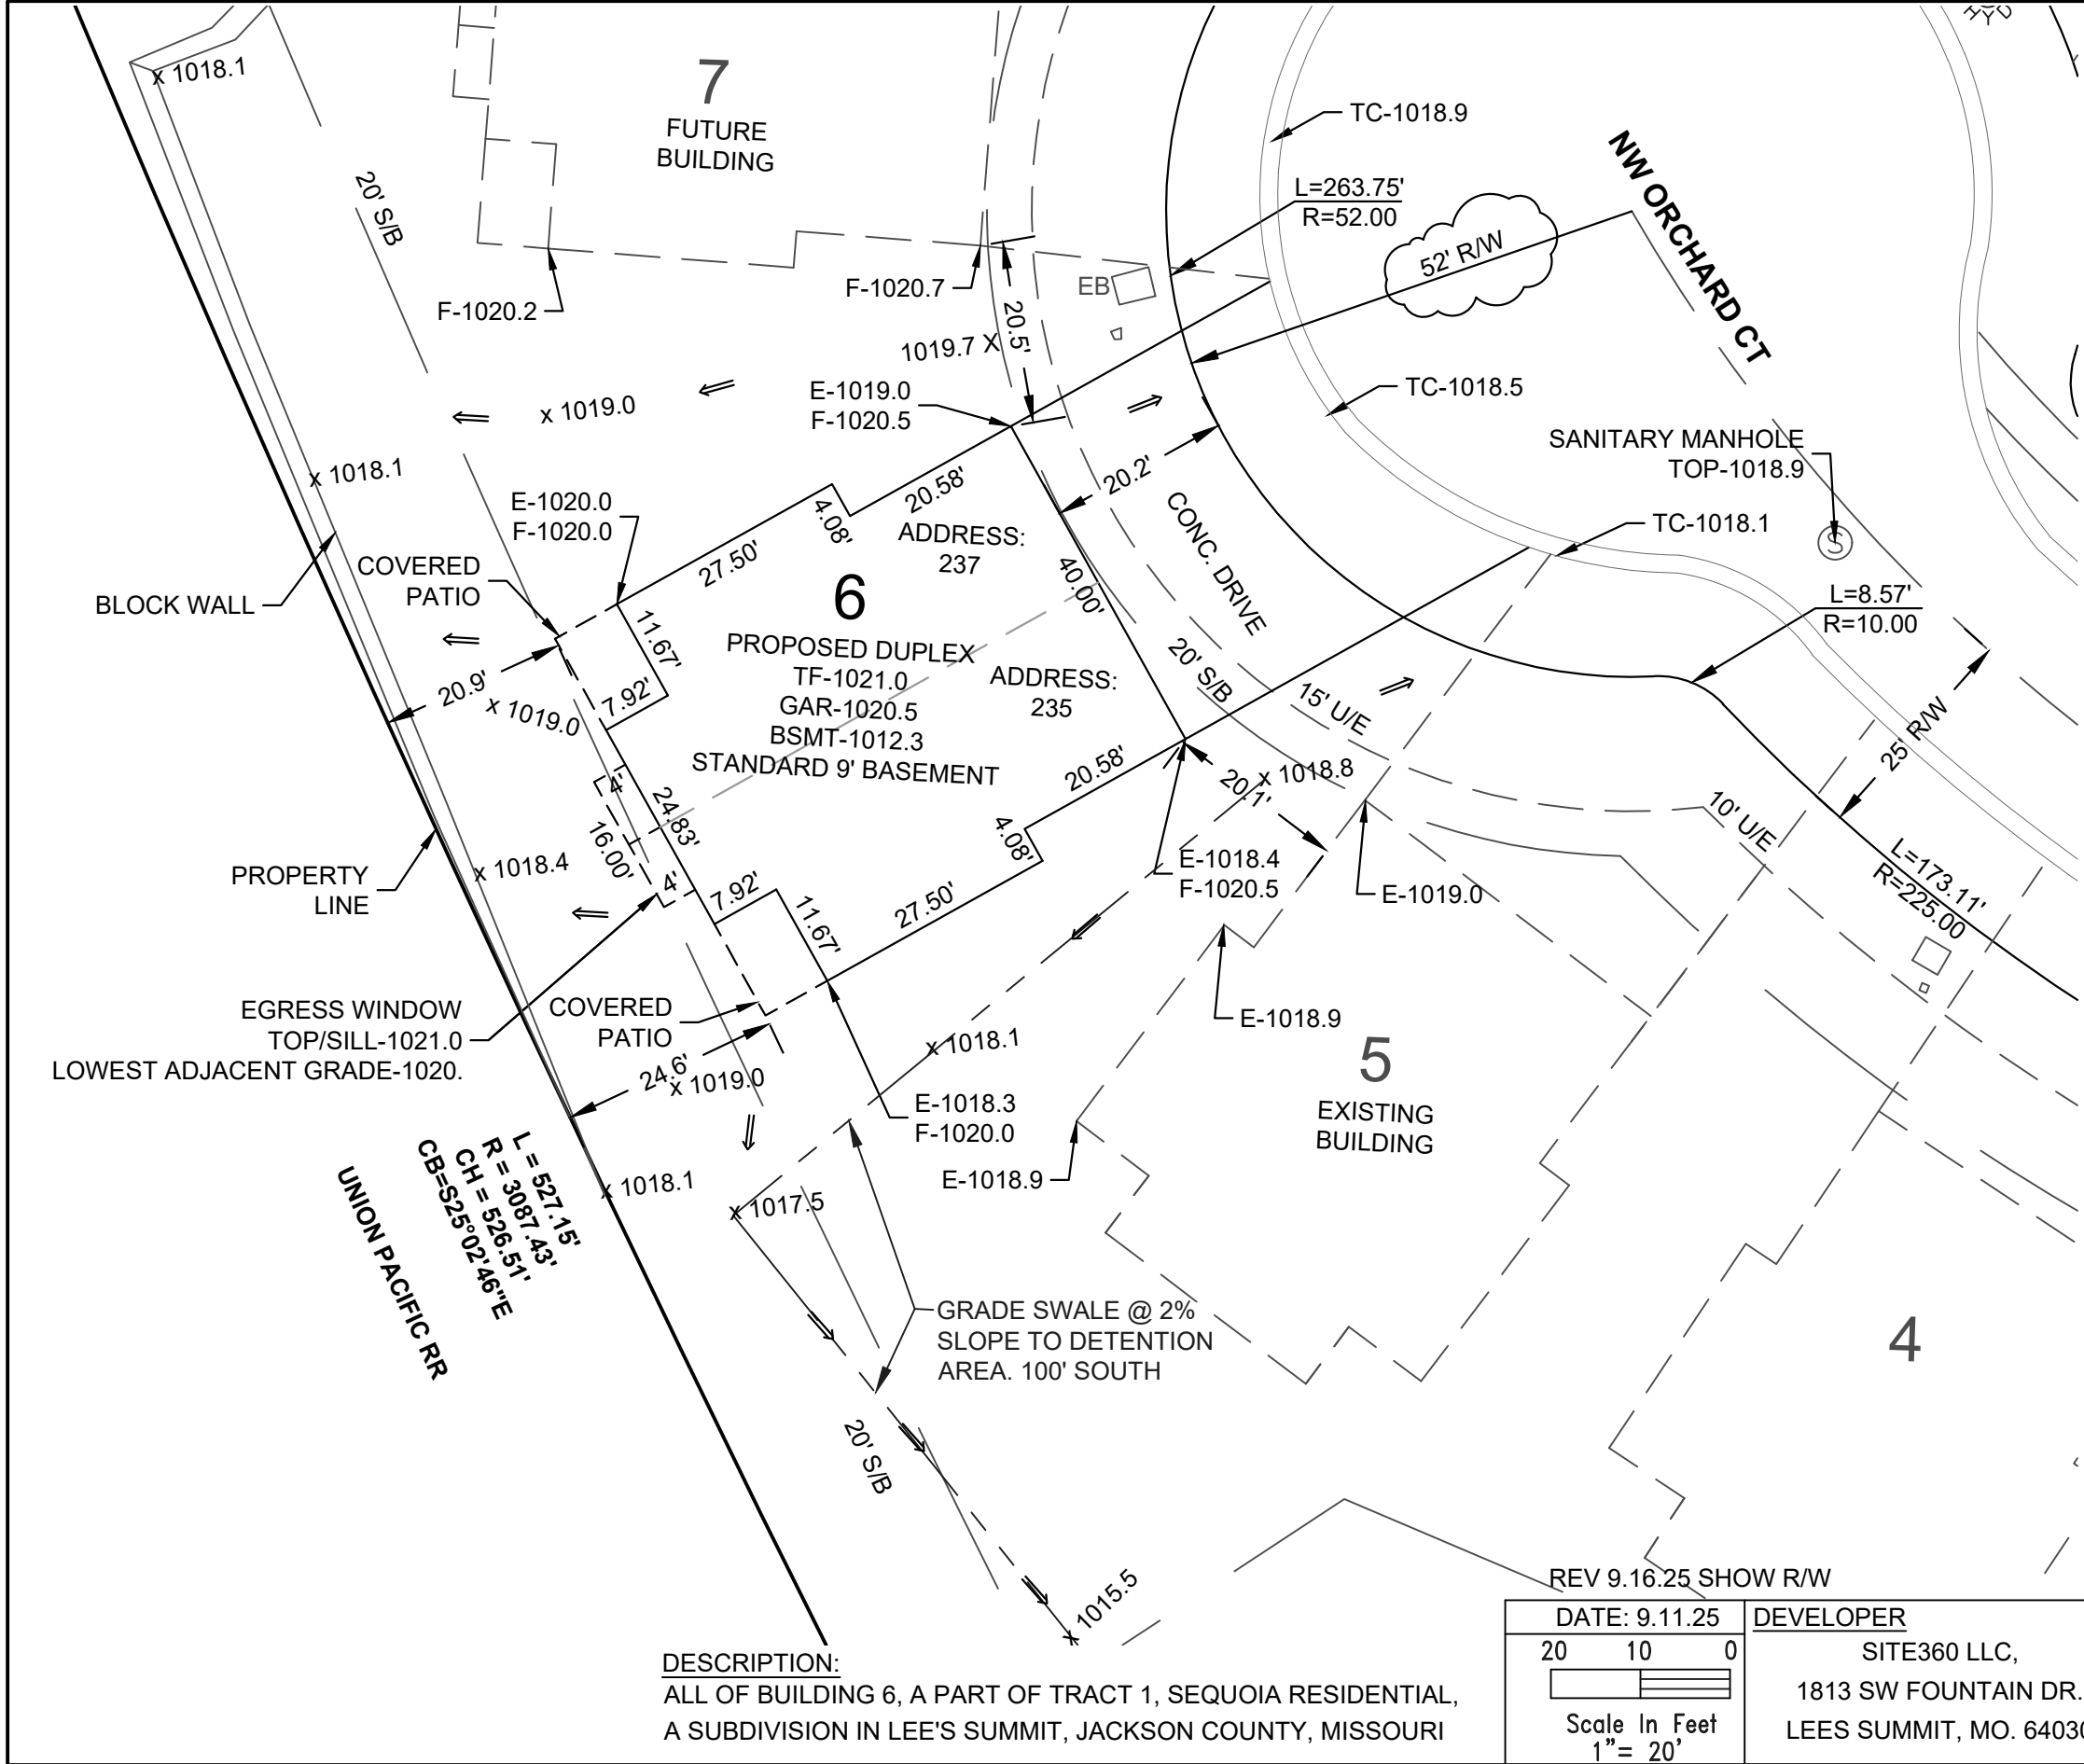 x 1018.1
7
FUTURE
BUILDING
20' S/B
F-1020.2
F-1020.7
20.5'
EB
TC-1018.9
L=263.75'
R=52.00
52' R/W
NW ORCHARD CT
HYD
1019.7 X
x 1019.0
E-1019.0
F-1020.5
TC-1018.5
SANITARY MANHOLE
TOP-1018.9
S
x 1018.1
E-1020.0
F-1020.0
20.58'
4.08'
27.50'
20.2'
CONC. DRIVE
TC-1018.1
ADDRESS:
237
40.00'
BLOCK WALL
COVERED
PATIO
11.67'
7.92'
6
PROPOSED DUPLEX
TF-1021.0
GAR-1020.5
BSMT-1012.3
STANDARD 9' BASEMENT
ADDRESS:
235
20' S/B
15' U/E
L=8.57'
R=10.00
25' R/W
20.9'
x 1019.0
4'
24.83'
16.00'
4'
20.58'
4.08'
20.1'
x 1018.8
10' U/E
L=173.11'
R=225.00
PROPERTY
LINE
x 1018.4
7.92'
11.67'
27.50'
E-1018.4
F-1020.5
E-1019.0
E-1018.9
EGRESS WINDOW
TOP/SILL-1021.0
LOWEST ADJACENT GRADE-1020.
COVERED
PATIO
24.6'
x 1019.0
x 1018.1
E-1018.3
F-1020.0
5
EXISTING
BUILDING
E-1018.9
L = 527.15'
R = 3087.43'
CH = 526.51'
CB=S25°02'46"E
UNION PACIFIC RR
x 1018.1
x 1017.5
GRADE SWALE @ 2%
SLOPE TO DETENTION
AREA. 100' SOUTH
4
20' S/B
x 1015.5
REV 9.16.25 SHOW R/W
DATE: 9.11.25
20 10 0
Scale In Feet
1"= 20'
DEVELOPER
SITE360 LLC,
1813 SW FOUNTAIN DR.
LEES SUMMIT, MO. 6403
DESCRIPTION:
ALL OF BUILDING 6, A PART OF TRACT 1, SEQUOIA RESIDENTIAL,
A SUBDIVISION IN LEE'S SUMMIT, JACKSON COUNTY, MISSOURI